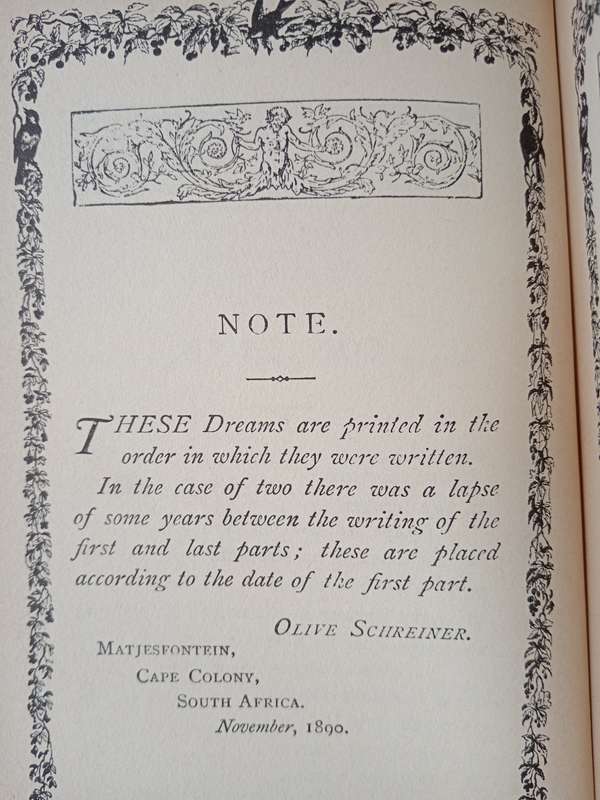 NOTE.
THESE Dreams are printed in the
order in which they were written.
In the case of two there was a lapse
of some years between the writing of the
first and last parts; these are placed
according to the date of the first part.
OLIVE SCHREINER.
MATJESFONTEIN,
CAPE COLONY,
SOUTH AFRICA.
November, 1890.